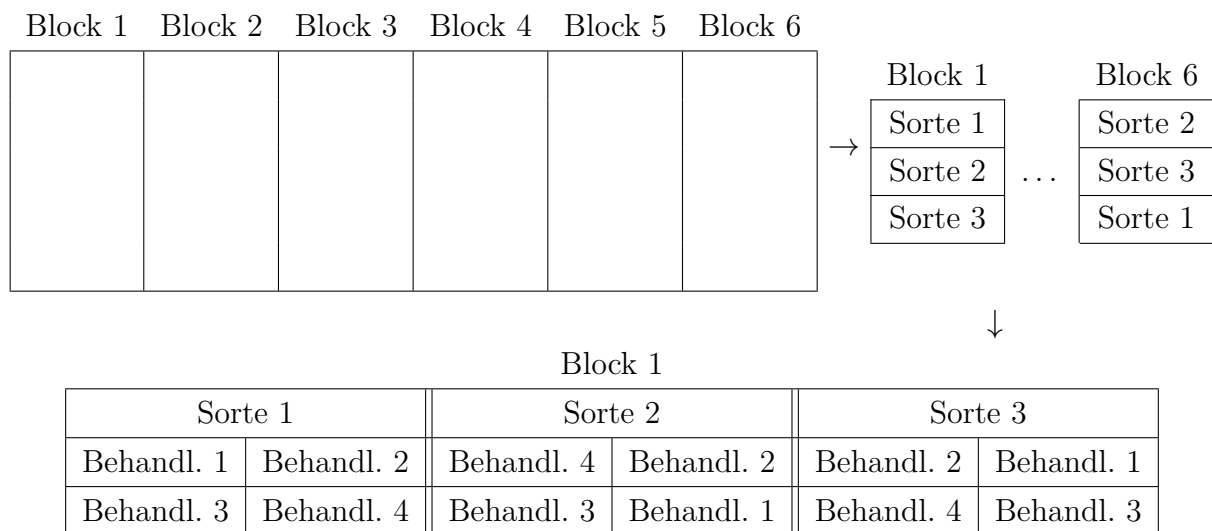 Block 1 Block 2 Block 3 Block 4 Block 5 Block 6
Block 1 Block 6
→ Sorte 1 Sorte 2
Sorte 2 ... Sorte 3
Sorte 3 Sorte 1
↓
Block 1
Sorte 1 Sorte 2 Sorte 3
Behandl. 1 Behandl. 2 Behandl. 4 Behandl. 2 Behandl. 2 Behandl. 1
Behandl. 3 Behandl. 4 Behandl. 3 Behandl. 1 Behandl. 4 Behandl. 3